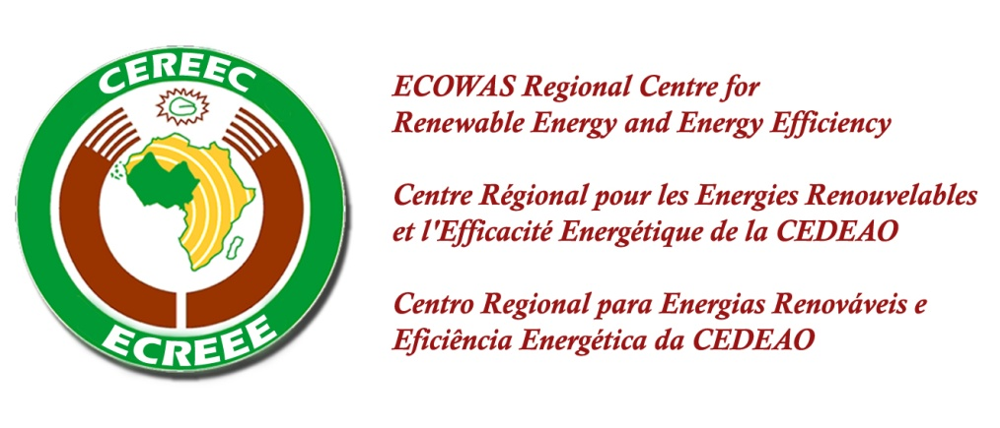 CEREEC
ECREEE
ECOWAS Regional Centre for
Renewable Energy and Energy Efficiency
Centre Régional pour les Energies Renouvelables
et l'Efficacité Energétique de la CEDEAO
Centro Regional para Energias Renováveis e
Eficiência Energética da CEDEAO